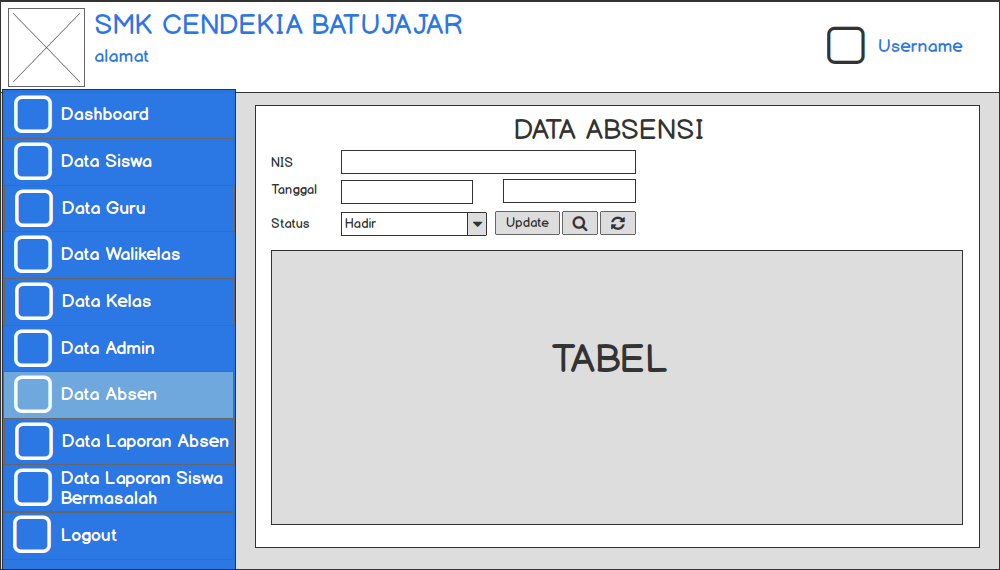 SMK CENDEKIA BATUJAJAR
alamat
Username
Dashboard
Data Siswa
Data Guru
Data Walikelas
Data Kelas
Data Admin
Data Absen
Data Laporan Absen
Data Laporan Siswa
Bermasalah
Logout
DATA ABSENSI
NIS
Tanggal
Status
Hadir
Update
TABEL